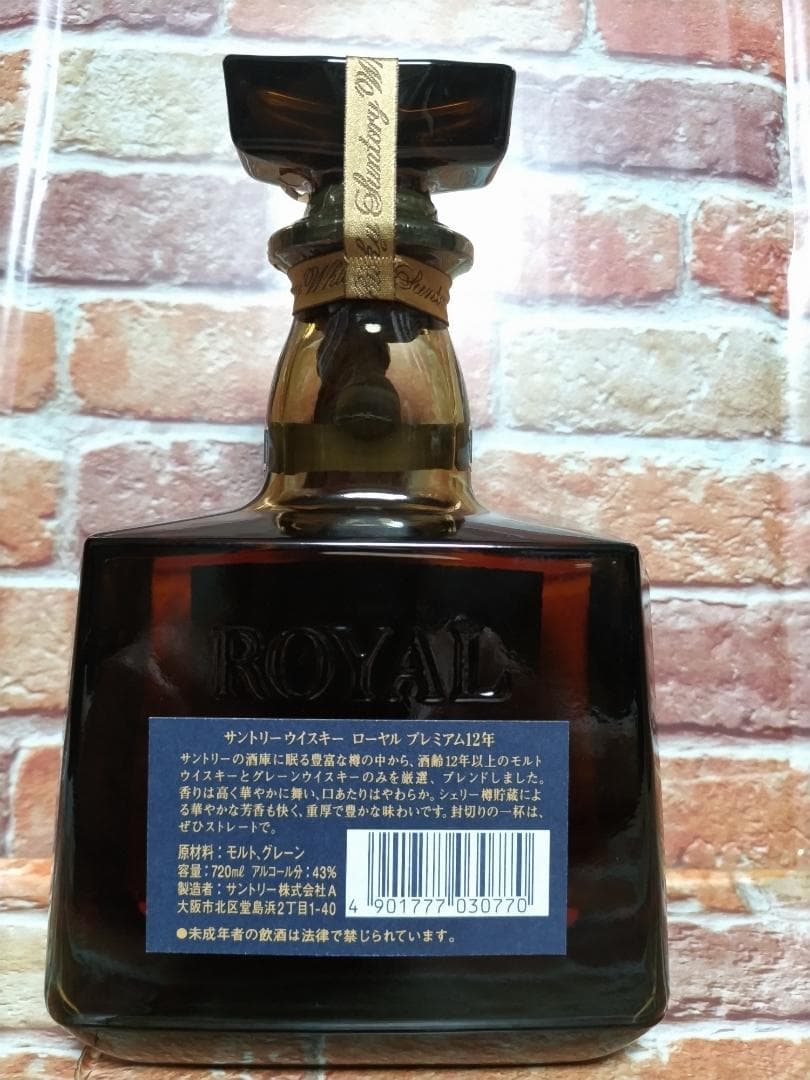 Suntory
ROYAL
サントリーウイスキー ローヤル プレミアム12年
サントリーの酒庫に眠る豊富な樽の中から、酒齢12年以上のモルト
ウイスキーとグレーンウイスキーのみを厳選、ブレンドしました。
香りは高く華やかに舞い、口あたりはやわらか。シェリー樽貯蔵によ
る華やかな芳香も快く、重厚で豊かな味わいです。封切りの一杯は、
ぜひストレートで。
原材料：モルト、グレーン
容量：720mℓ アルコール分：43%
製造者：サントリー株式会社A
大阪市北区堂島浜2丁目1-40
4 901777 030770
●未成年者の飲酒は法律で禁じられています。